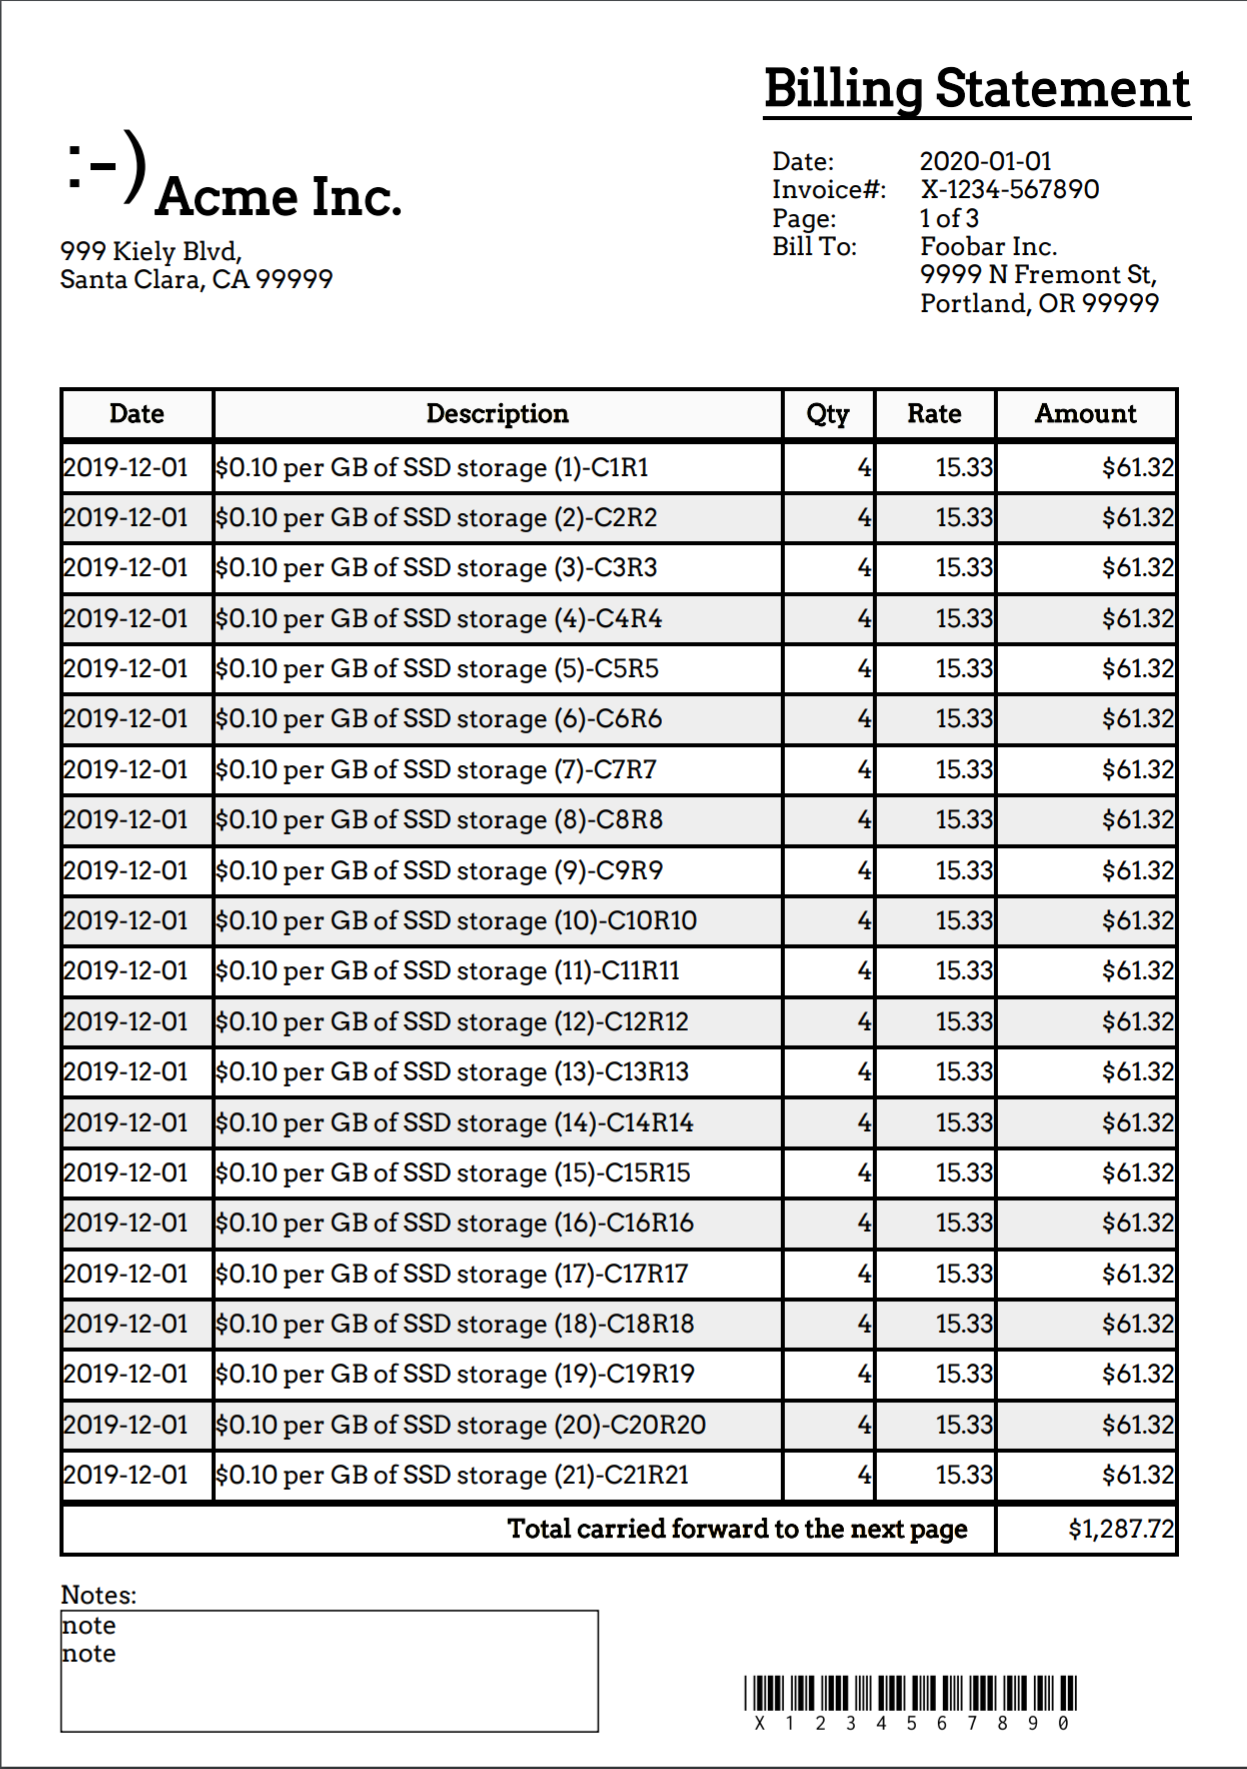 Billing Statement
:-) Acme Inc.
999 Kiely Blvd,
Santa Clara, CA 99999
Date: 2020-01-01
Invoice#: X-1234-567890
Page: 1 of 3
Bill To: Foobar Inc.
9999 N Fremont St,
Portland, OR 99999
Date Description Qty Rate Amount
2019-12-01 $0.10 per GB of SSD storage (1)-C1R1 4 15.33 $61.32
2019-12-01 $0.10 per GB of SSD storage (2)-C2R2 4 15.33 $61.32
2019-12-01 $0.10 per GB of SSD storage (3)-C3R3 4 15.33 $61.32
2019-12-01 $0.10 per GB of SSD storage (4)-C4R4 4 15.33 $61.32
2019-12-01 $0.10 per GB of SSD storage (5)-C5R5 4 15.33 $61.32
2019-12-01 $0.10 per GB of SSD storage (6)-C6R6 4 15.33 $61.32
2019-12-01 $0.10 per GB of SSD storage (7)-C7R7 4 15.33 $61.32
2019-12-01 $0.10 per GB of SSD storage (8)-C8R8 4 15.33 $61.32
2019-12-01 $0.10 per GB of SSD storage (9)-C9R9 4 15.33 $61.32
2019-12-01 $0.10 per GB of SSD storage (10)-C10R10 4 15.33 $61.32
2019-12-01 $0.10 per GB of SSD storage (11)-C11R11 4 15.33 $61.32
2019-12-01 $0.10 per GB of SSD storage (12)-C12R12 4 15.33 $61.32
2019-12-01 $0.10 per GB of SSD storage (13)-C13R13 4 15.33 $61.32
2019-12-01 $0.10 per GB of SSD storage (14)-C14R14 4 15.33 $61.32
2019-12-01 $0.10 per GB of SSD storage (15)-C15R15 4 15.33 $61.32
2019-12-01 $0.10 per GB of SSD storage (16)-C16R16 4 15.33 $61.32
2019-12-01 $0.10 per GB of SSD storage (17)-C17R17 4 15.33 $61.32
2019-12-01 $0.10 per GB of SSD storage (18)-C18R18 4 15.33 $61.32
2019-12-01 $0.10 per GB of SSD storage (19)-C19R19 4 15.33 $61.32
2019-12-01 $0.10 per GB of SSD storage (20)-C20R20 4 15.33 $61.32
2019-12-01 $0.10 per GB of SSD storage (21)-C21R21 4 15.33 $61.32
Total carried forward to the next page $1,287.72
Notes:
note
note
X 1 2 3 4 5 6 7 8 9 0